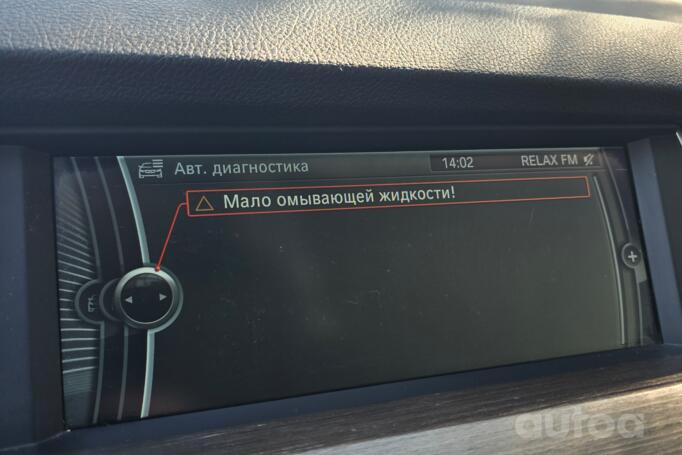 Авт. диагностика 14:02 RELAX FM
Мало омывающей жидкости!
autoa